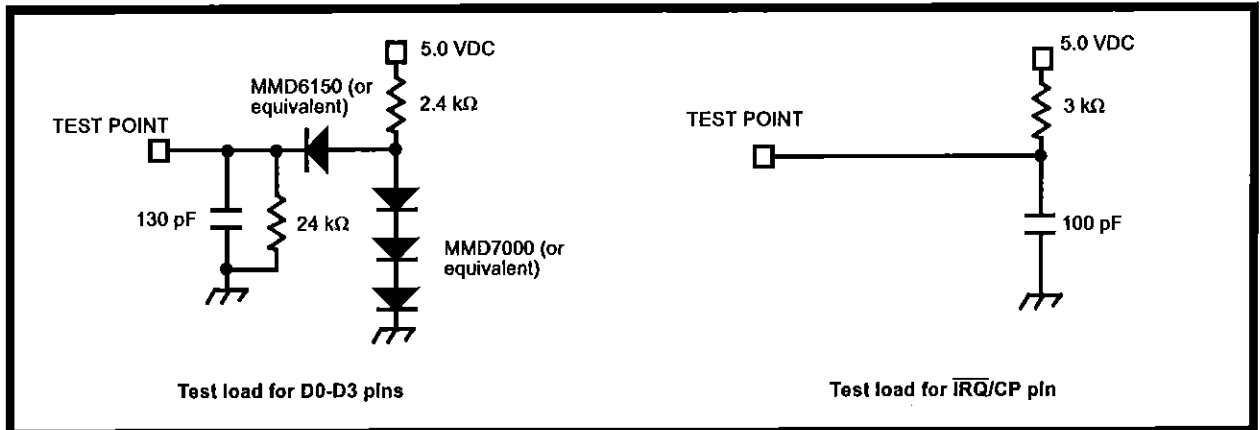 5.0 VDC
MMD6150 (or
equivalent)
2.4 kΩ
TEST POINT
130 pF
24 kΩ
MMD7000 (or
equivalent)
Test load for D0-D3 pins
5.0 VDC
3 kΩ
TEST POINT
100 pF
Test load for I̅R̅Q̅/CP pin